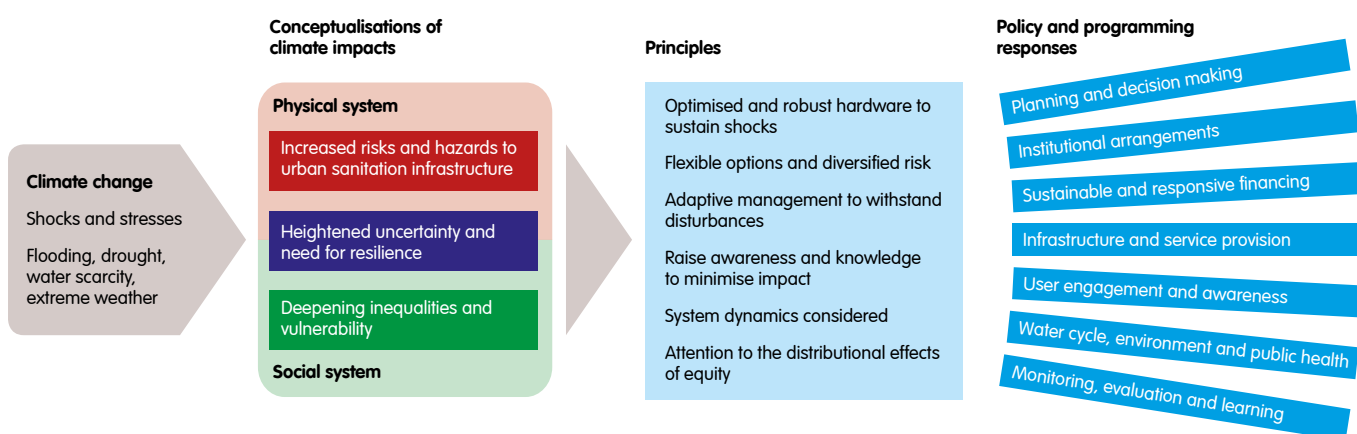 Conceptualisations of
climate impacts
Principles
Policy and programming
responses
Climate change
Shocks and stresses
Flooding, drought,
water scarcity,
extreme weather
Physical system
Increased risks and hazards to
urban sanitation infrastructure
Heightened uncertainty and
need for resilience
Deepening inequalities and
vulnerability
Social system
Optimised and robust hardware to
sustain shocks
Flexible options and diversified risk
Adaptive management to withstand
disturbances
Raise awareness and knowledge
to minimise impact
System dynamics considered
Attention to the distributional effects
of equity
Planning and decision making
Institutional arrangements
Sustainable and responsive financing
Infrastructure and service provision
User engagement and awareness
Water cycle, environment and public health
Monitoring, evaluation and learning